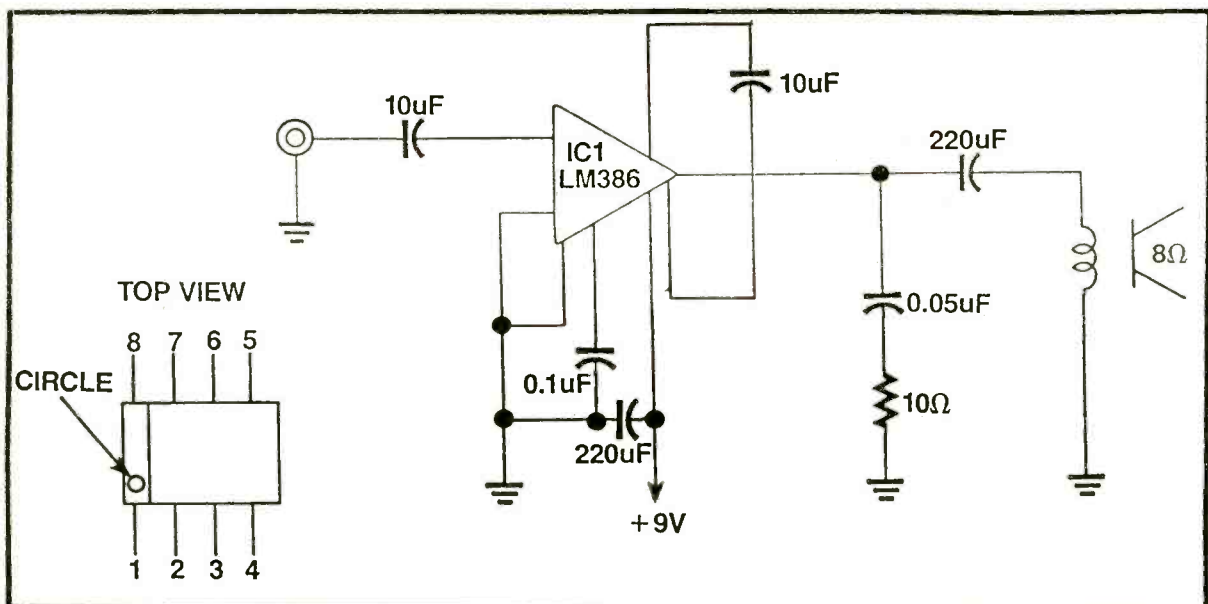 10uF
10uF
IC1
LM386
220uF
8Ω
TOP VIEW
8 7 6 5
CIRCLE
0.1uF
0.05uF
10Ω
220uF
+9V
1 2 3 4